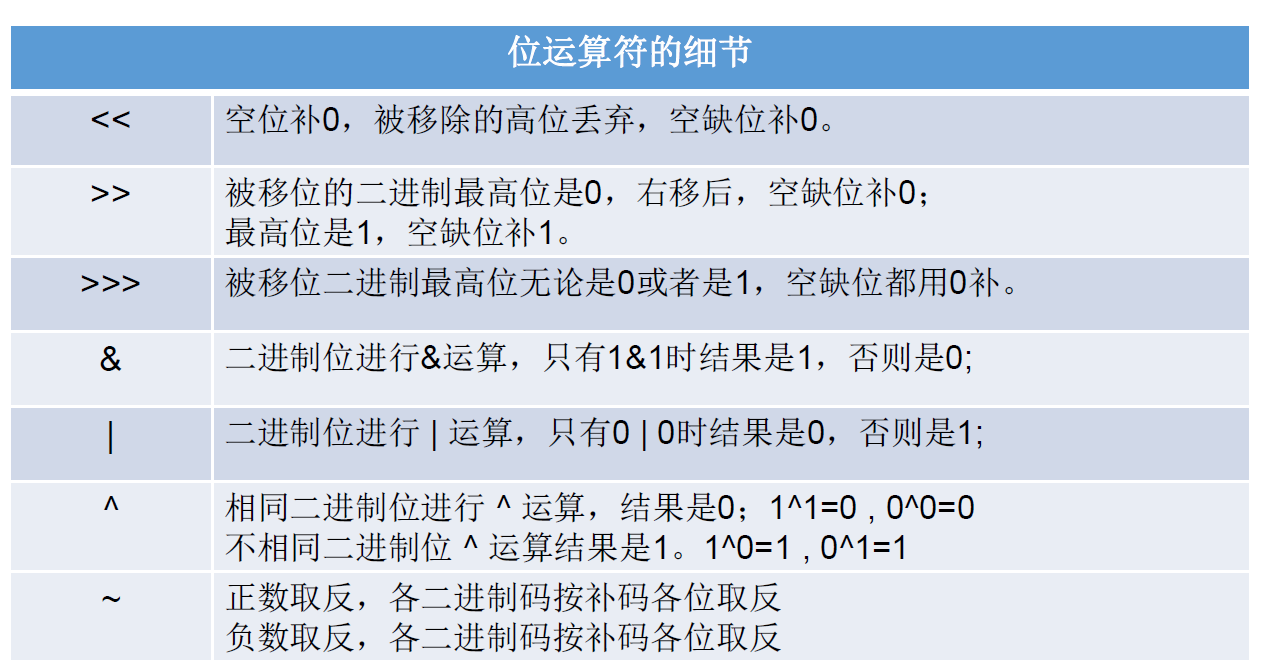 位运算符的细节
<<
空位补0，被移除的高位丢弃，空缺位补0。
>>
被移位的二进制最高位是0，右移后，空缺位补0；
最高位是1，空缺位补1。
>>>
被移位二进制最高位无论是0或者是1，空缺位都用0补。
&
二进制位进行&运算，只有1&1时结果是1，否则是0;
|
二进制位进行 | 运算，只有0 | 0时结果是0，否则是1;
^
相同二进制位进行 ^ 运算，结果是0；1^1=0 , 0^0=0
不相同二进制位 ^ 运算结果是1。1^0=1 , 0^1=1
~
正数取反，各二进制码按补码各位取反
负数取反，各二进制码按补码各位取反